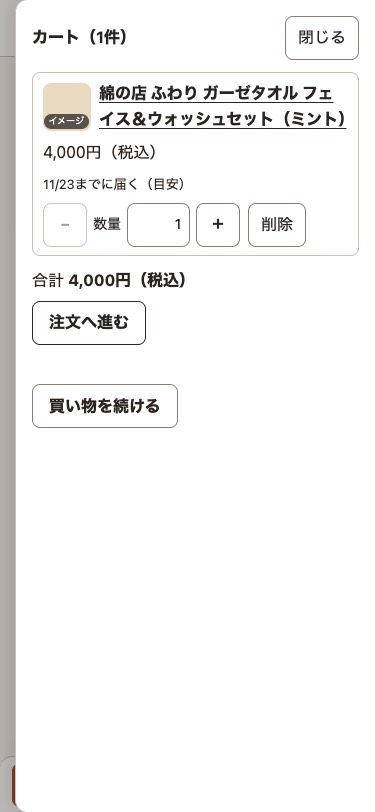 カート（1件）
閉じる
イメージ
綿の店 ふわり ガーゼタオル フェ
イス＆ウォッシュセット（ミント）
4,000円（税込）
11/23までに届く（目安）
− 数量 1 + 削除
合計 4,000円（税込）
注文へ進む
買い物を続ける